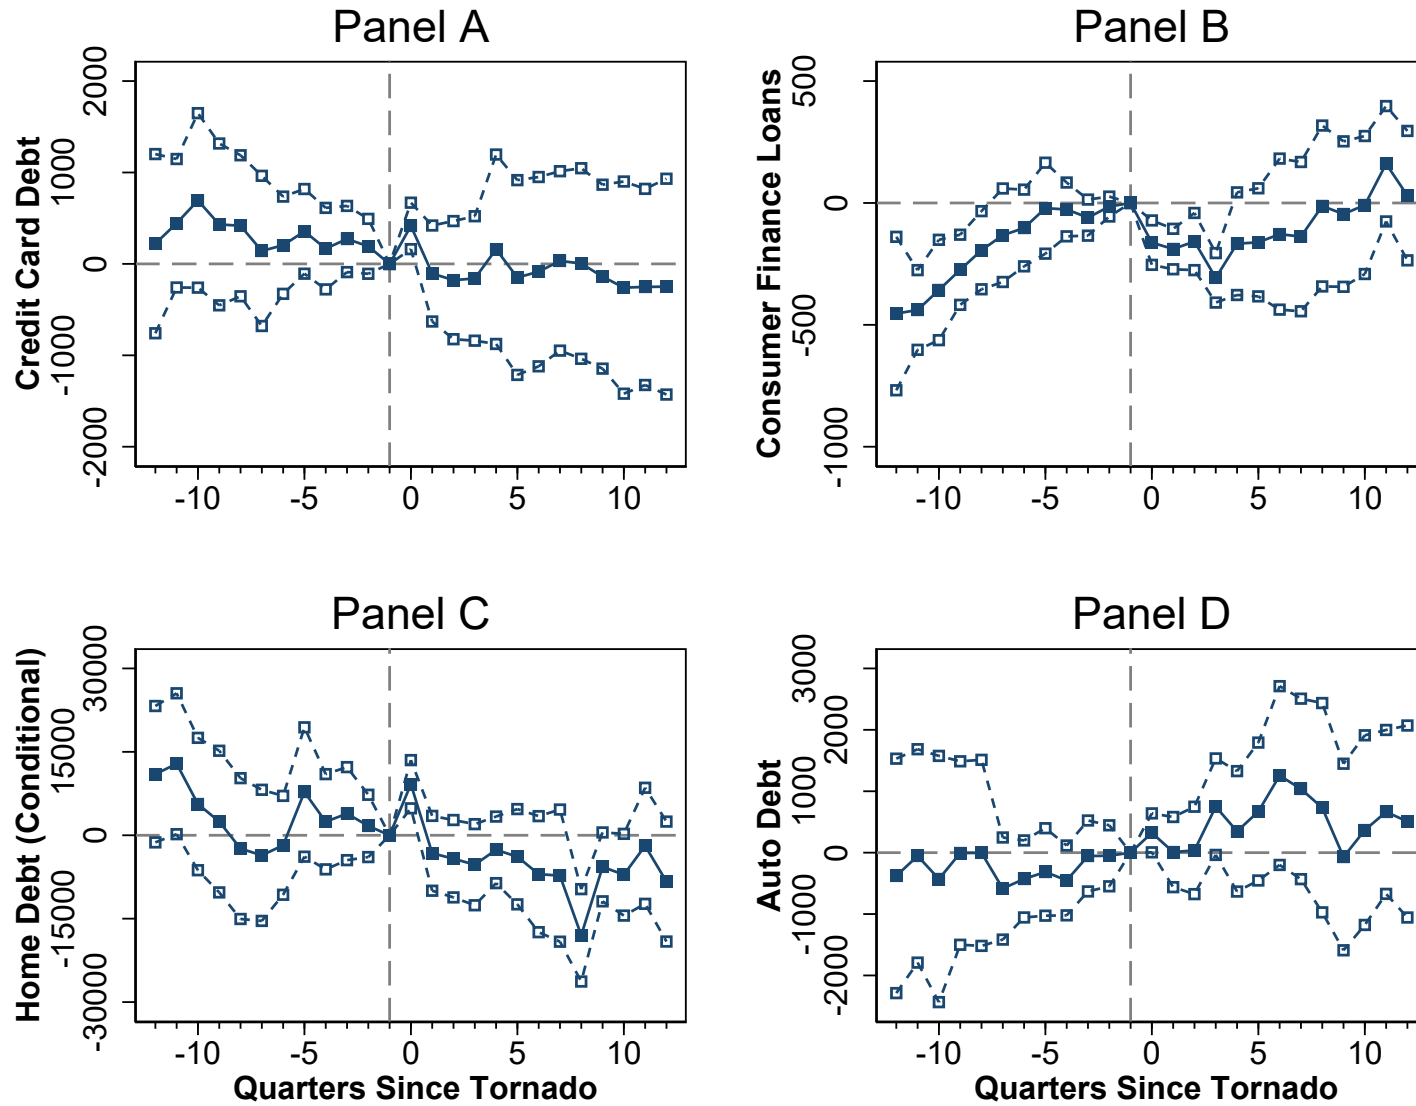 Panel A
Credit Card Debt
2000
1000
0
-1000
-2000
-10 -5 0 5 10
Panel B
Consumer Finance Loans
500
0
-500
-1000
-10 -5 0 5 10
Panel C
Home Debt (Conditional)
30000
15000
0
-15000
-30000
-10 -5 0 5 10
Quarters Since Tornado
Panel D
Auto Debt
3000
2000
1000
0
-1000
-2000
-10 -5 0 5 10
Quarters Since Tornado